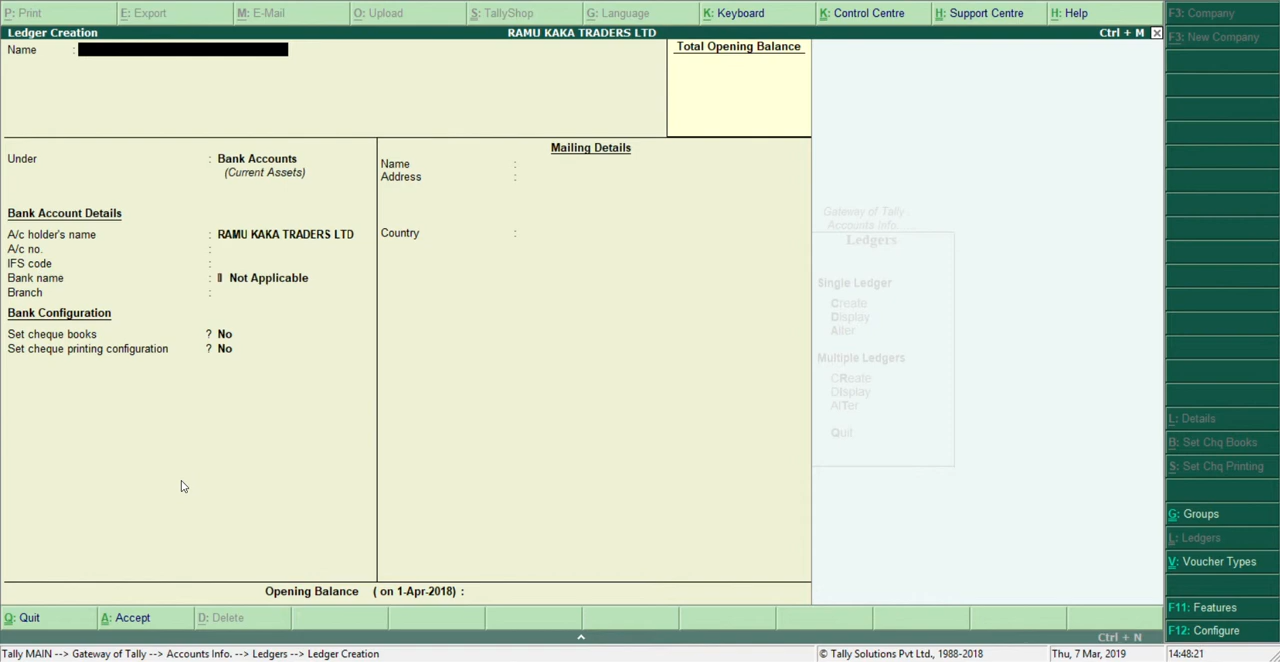 P: Print E: Export M: E-Mail O: Upload S: TallyShop G: Language K: Keyboard K: Control Centre H: Support Centre H: Help F3: Company
Ledger Creation RAMU KAKA TRADERS LTD Ctrl + M F3: New Company
Name :
Total Opening Balance
Under : Bank Accounts
(Current Assets)
Mailing Details
Name :
Address :
Country :
Bank Account Details
A/c holder's name : RAMU KAKA TRADERS LTD
A/c no. :
IFS code :
Bank name : Not Applicable
Branch :
Bank Configuration
Set cheque books ? No
Set cheque printing configuration ? No
Gateway of Tally
Accounts Info.
Ledgers
Single Ledger
Create
Display
Alter
Multiple Ledgers
CReate
DIsplay
AlTer
Quit
L: Details
B: Set Chq Books
S: Set Chq Printing
G: Groups
L: Ledgers
V: Voucher Types
F11: Features
F12: Configure
Opening Balance ( on 1-Apr-2018) :
Q: Quit A: Accept D: Delete
Ctrl + N
Tally MAIN --> Gateway of Tally --> Accounts Info. --> Ledgers --> Ledger Creation © Tally Solutions Pvt Ltd., 1988-2018 Thu, 7 Mar, 2019 14:48:21